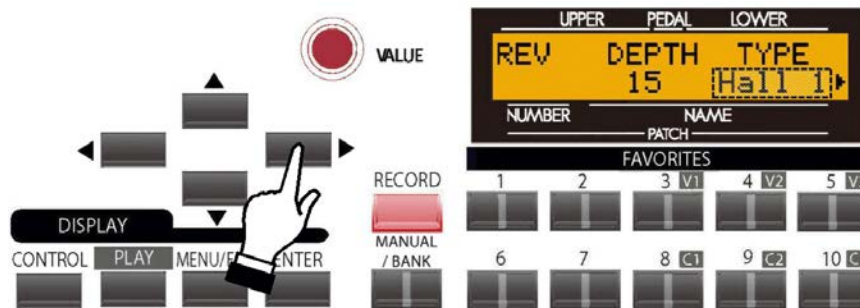 VALUE
UPPER PEDAL LOWER
REV DEPTH TYPE
15 Hall 1
NUMBER NAME
PATCH
FAVORITES
RECORD
1 2 3 V1 4 V2 5
DISPLAY
MANUAL
/ BANK
CONTROL PLAY
6 7 8 C1 9 C2 10